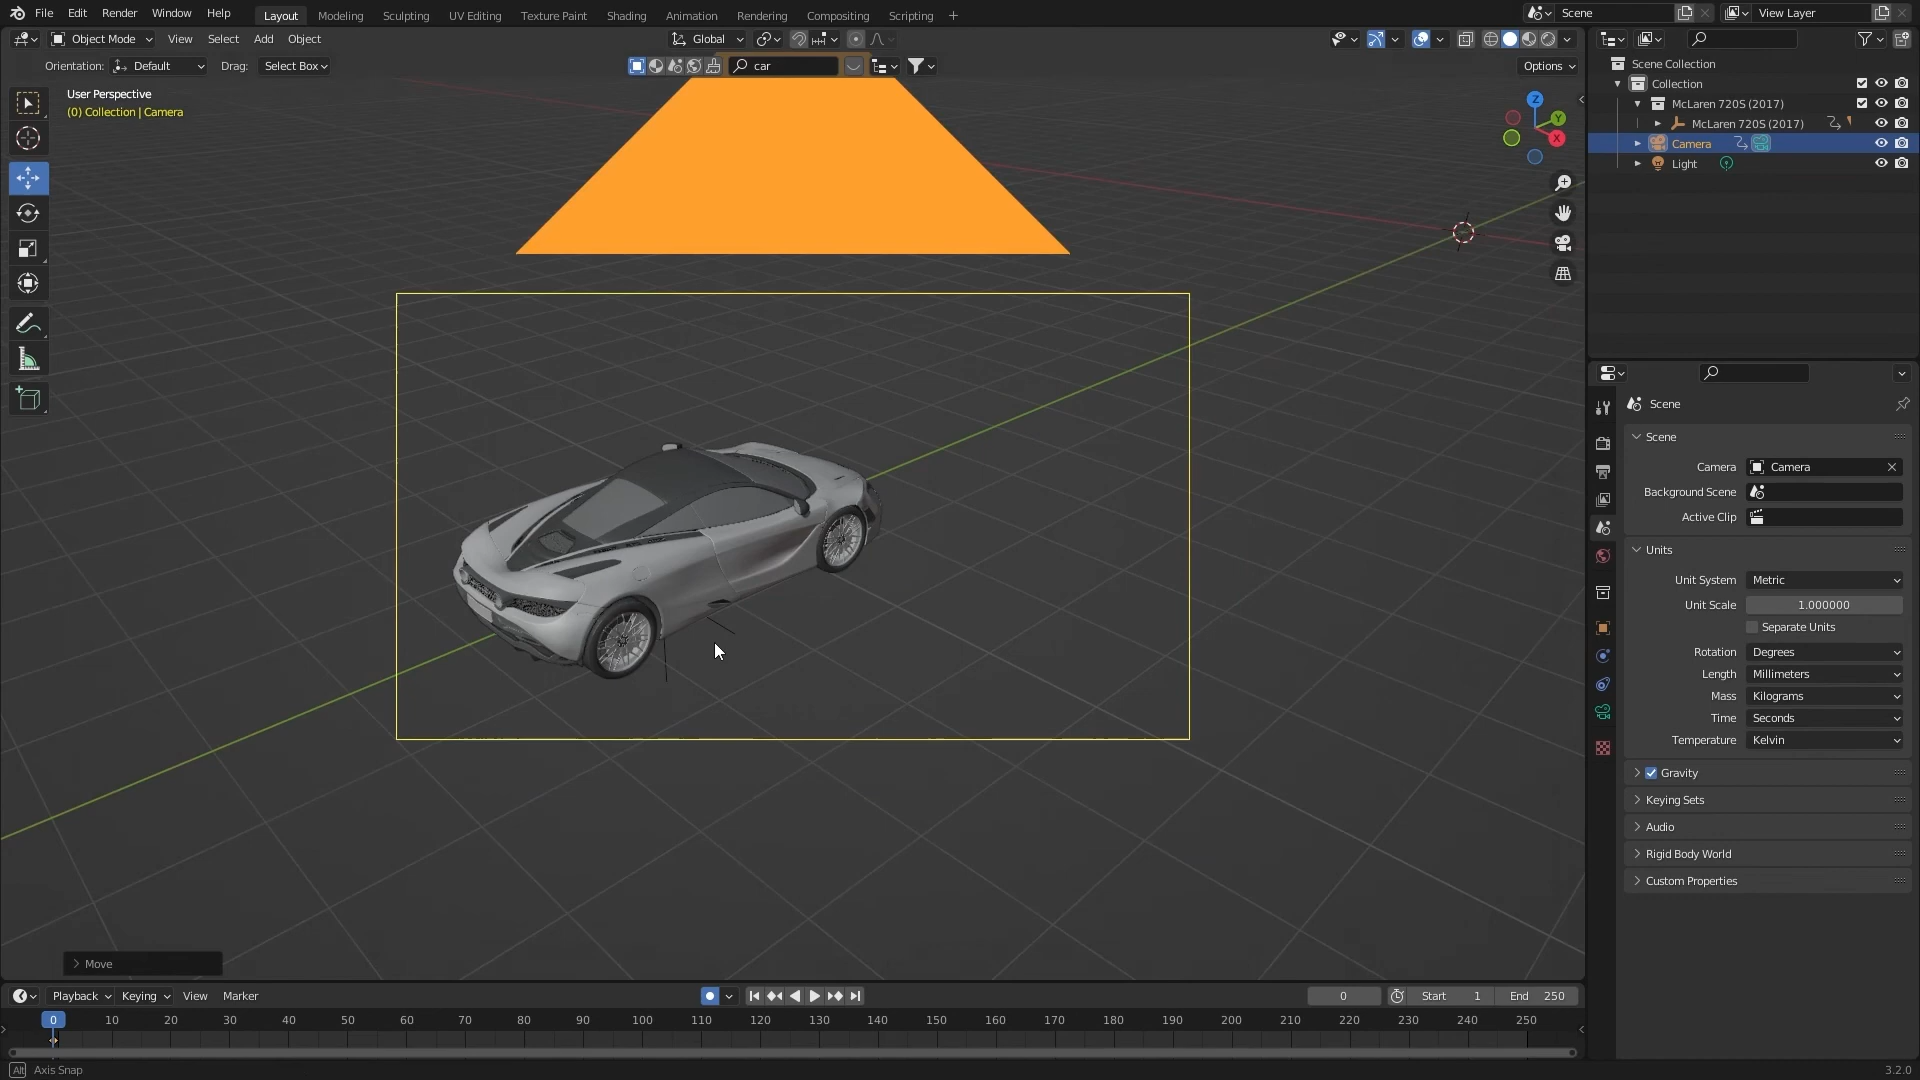 File Edit Render Window Help Layout Modeling Sculpting UV Editing Texture Paint Shading Animation Rendering Compositing Scripting + Scene View Layer
Object Mode View Select Add Object Global
Orientation: Default Drag: Select Box car Options
User Perspective
(0) Collection | Camera
Z
Y
X
Scene Collection
Collection
McLaren 720S (2017)
McLaren 720S (2017)
Camera
Light
Scene
Scene
Camera Camera
Background Scene
Active Clip
Units
Unit System Metric
Unit Scale 1.000000
Separate Units
Rotation Degrees
Length Millimeters
Mass Kilograms
Time Seconds
Temperature Kelvin
Gravity
Keying Sets
Audio
Rigid Body World
Custom Properties
Move
Playback Keying View Marker 0 Start 1 End 250
0 10 20 30 40 50 60 70 80 90 100 110 120 130 140 150 160 170 180 190 200 210 220 230 240 250
Alt Axis Snap 3.2.0